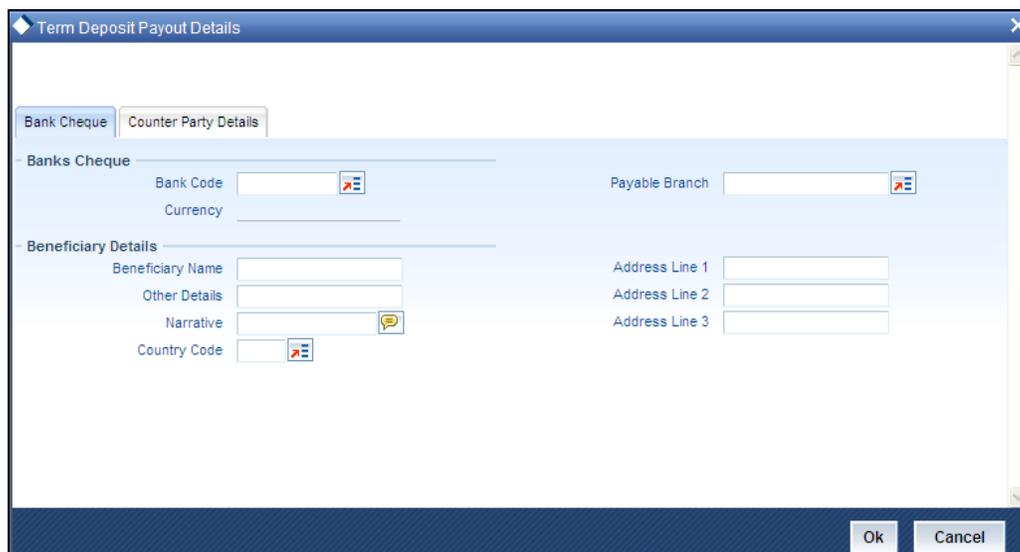 Term Deposit Payout Details
Bank Cheque
Counter Party Details
Banks Cheque
Bank Code
Payable Branch
Currency
Beneficiary Details
Beneficiary Name
Address Line 1
Other Details
Address Line 2
Narrative
Address Line 3
Country Code
Ok
Cancel